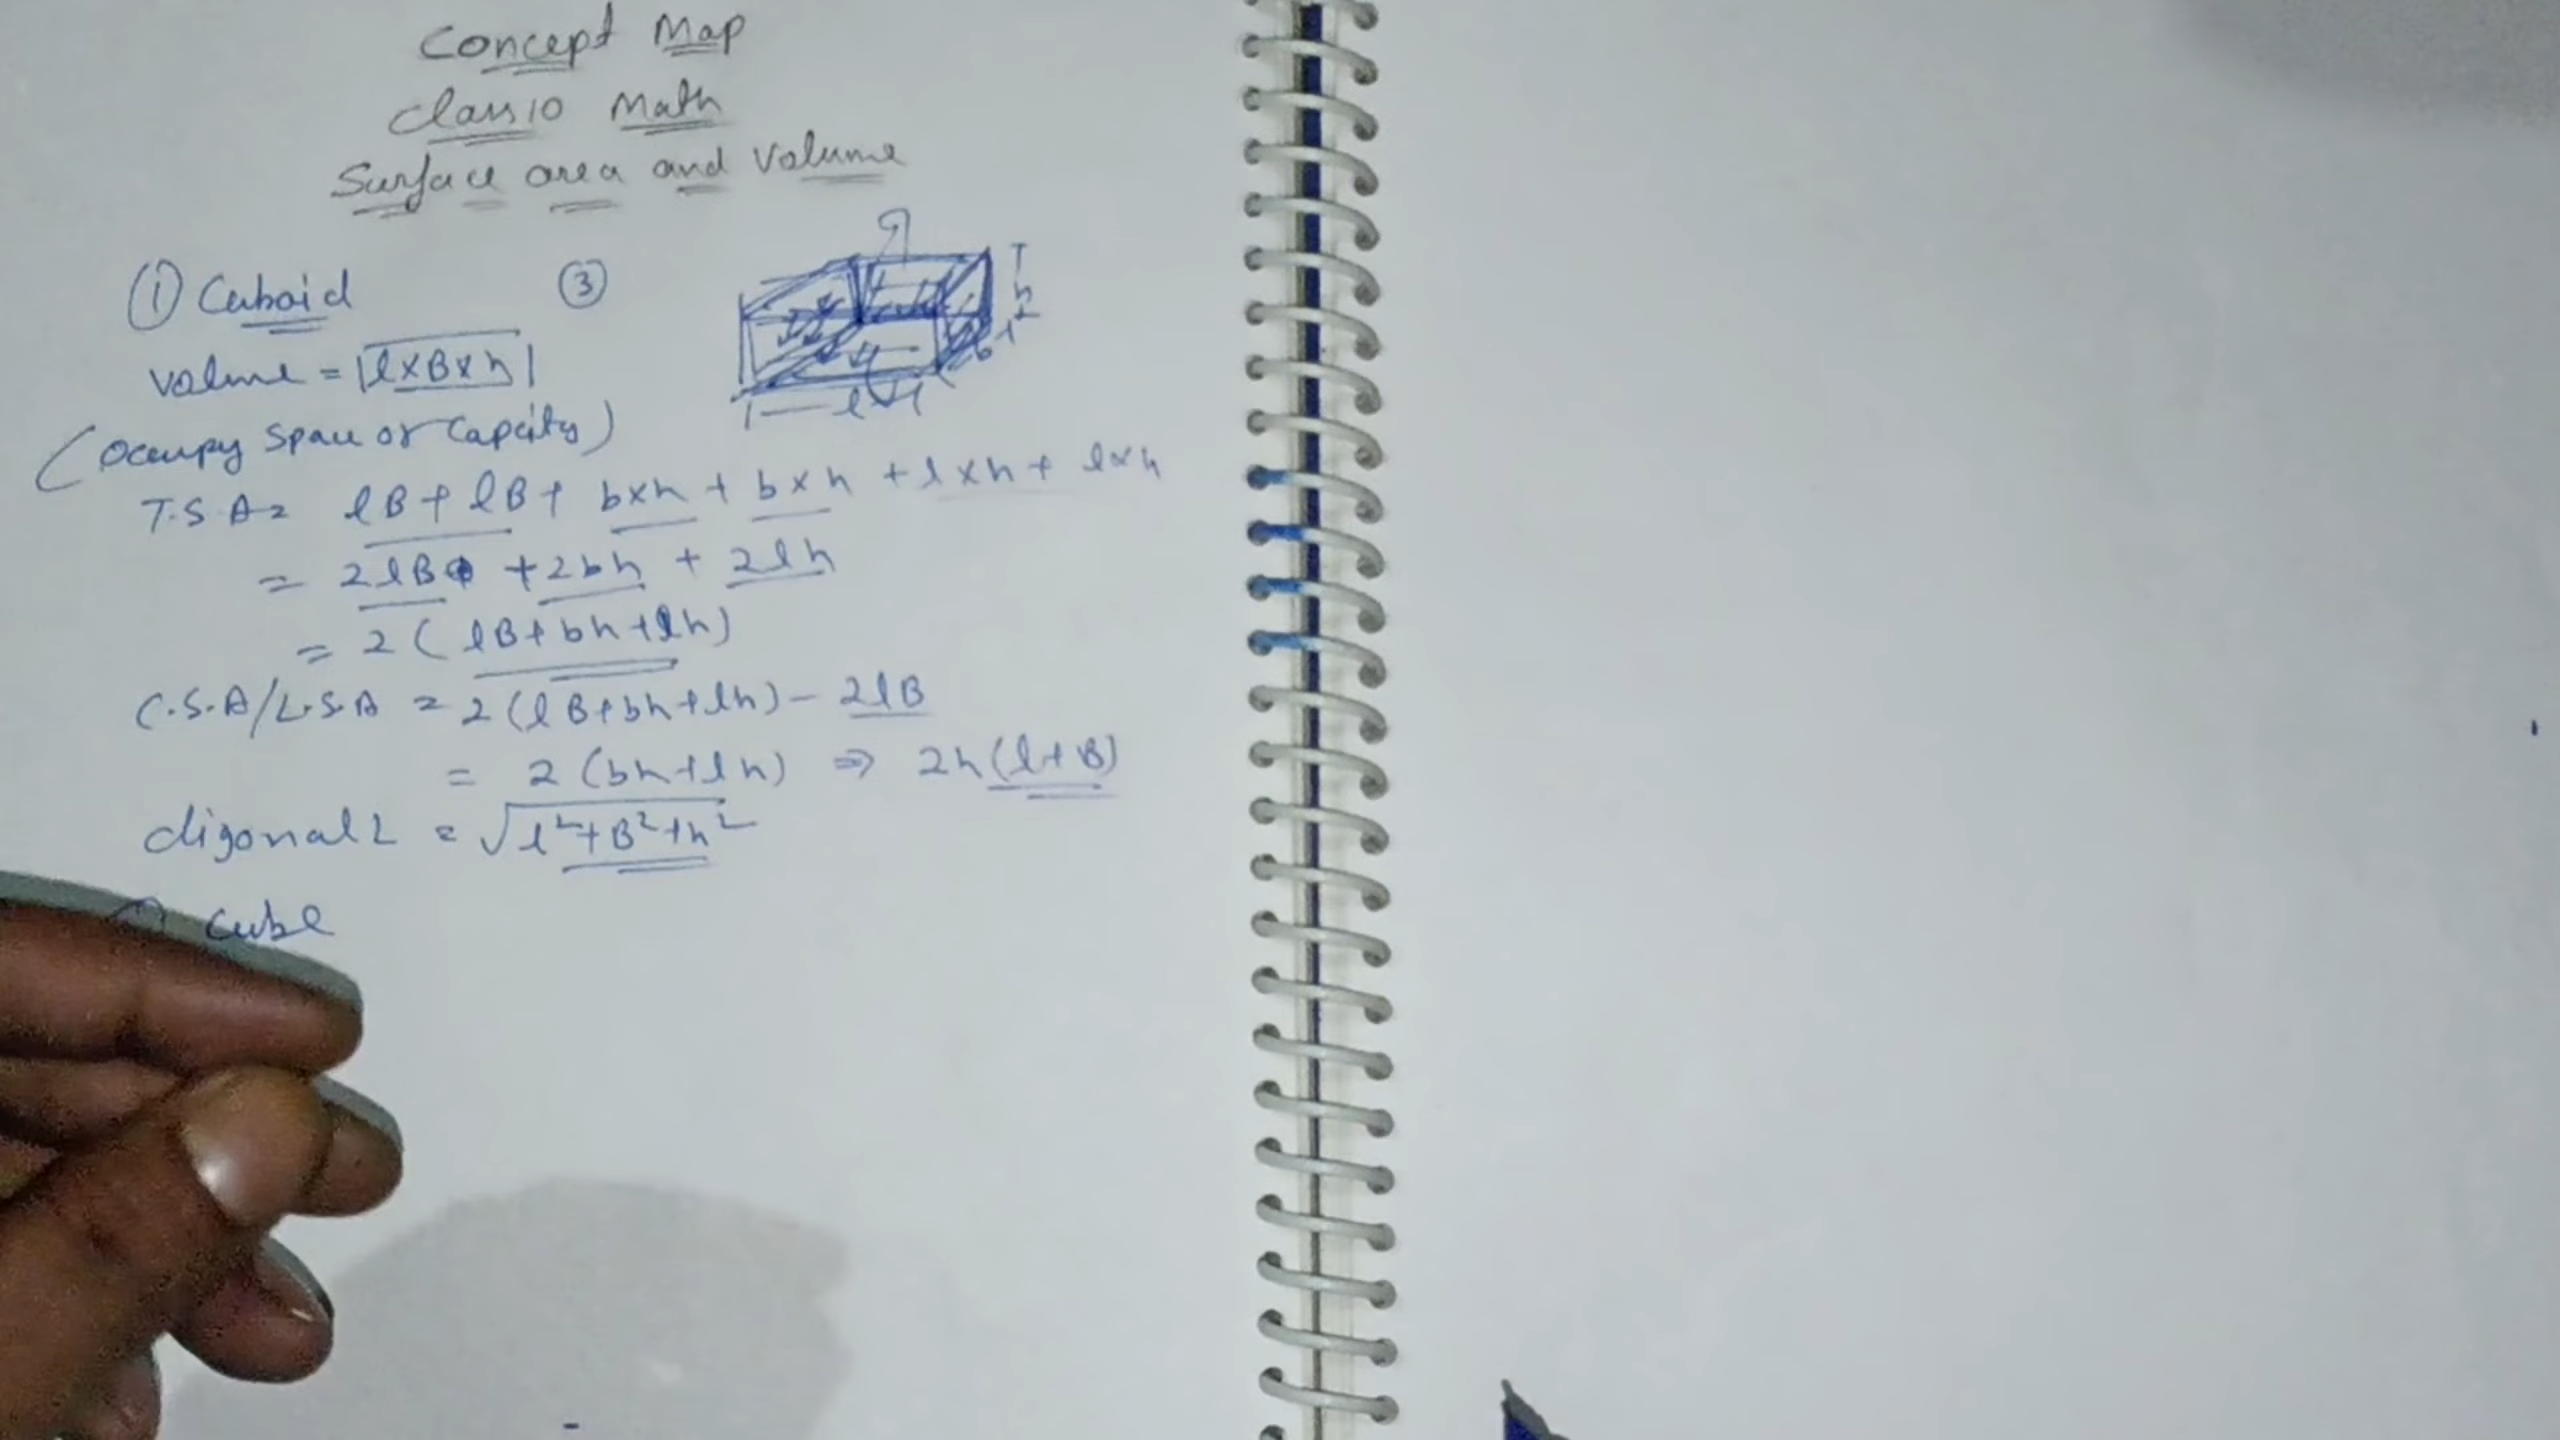 Concept Map
Class 10 Math
Surface area and Volume
① Cuboid ③
h
b
l
Volume = l×B×h
(Occupy Space or Capcity)
T.S.A = lB + lB + b×h + b×h + l×h + l×h
= 2lB + 2bh + 2lh
= 2(lB+bh+lh)
C.S.A/L.S.A = 2(lB+bh+lh) - 2lB
= 2(bh+lh) ⇒ 2h(l+B)
digonal = √l²+B²+h²
Cube